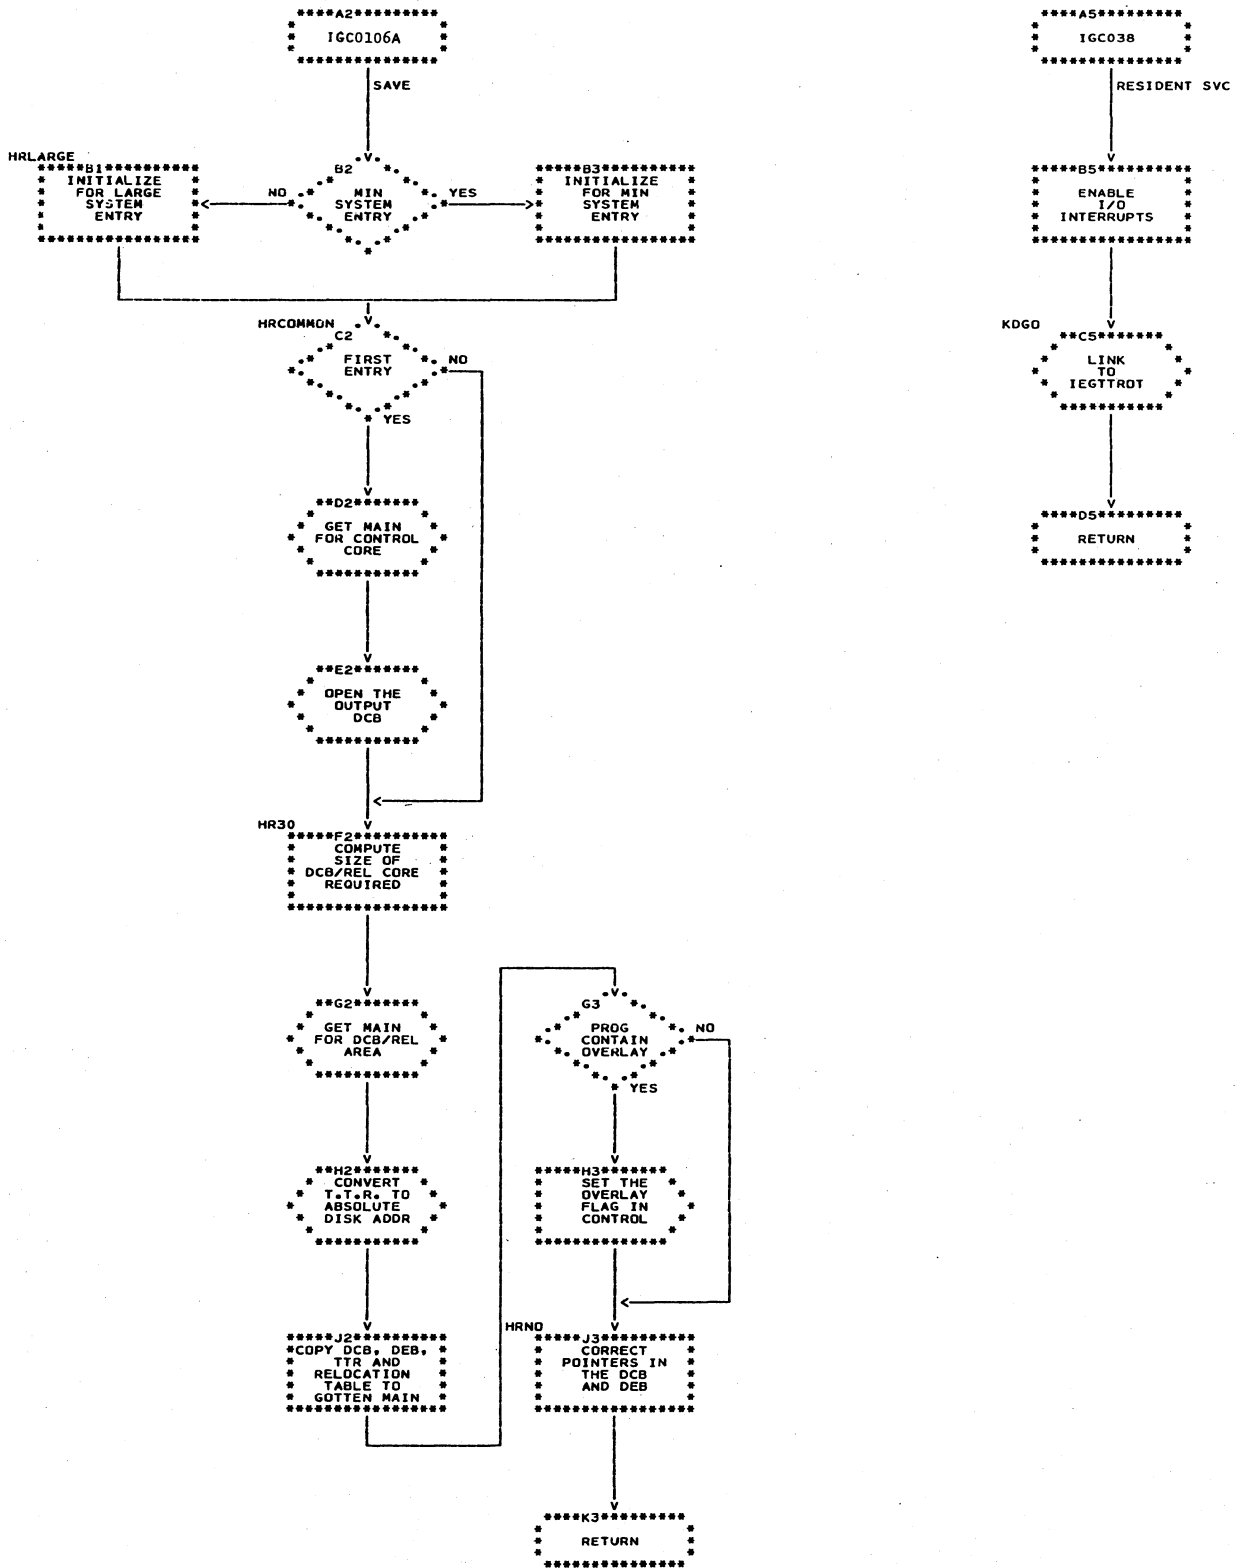 A2
IGC0106A
SAVE
HRLARGE
B1
INITIALIZE
FOR LARGE
SYSTEM
ENTRY
NO
B2
MIN
SYSTEM
ENTRY
YES
B3
INITIALIZE
FOR MIN
SYSTEM
ENTRY
HRCOMMON
C2
FIRST
ENTRY
NO
YES
D2
GET MAIN
FOR CONTROL
CORE
E2
OPEN THE
OUTPUT
DCB
HR30
F2
COMPUTE
SIZE OF
DCB/REL CORE
REQUIRED
G2
GET MAIN
FOR DCB/REL
AREA
H2
CONVERT
T.T.R. TO
ABSOLUTE
DISK ADDR
J2
COPY DCB, DEB,
TTR AND
RELOCATION
TABLE TO
GOTTEN MAIN
G3
PROG
CONTAIN
OVERLAY
NO
YES
H3
SET THE
OVERLAY
FLAG IN
CONTROL
HRNO
J3
CORRECT
POINTERS IN
THE DCB
AND DEB
K3
RETURN
A5
IGC038
RESIDENT SVC
B5
ENABLE
I/O
INTERRUPTS
KDGO
C5
LINK
TO
IEGTTROT
D5
RETURN